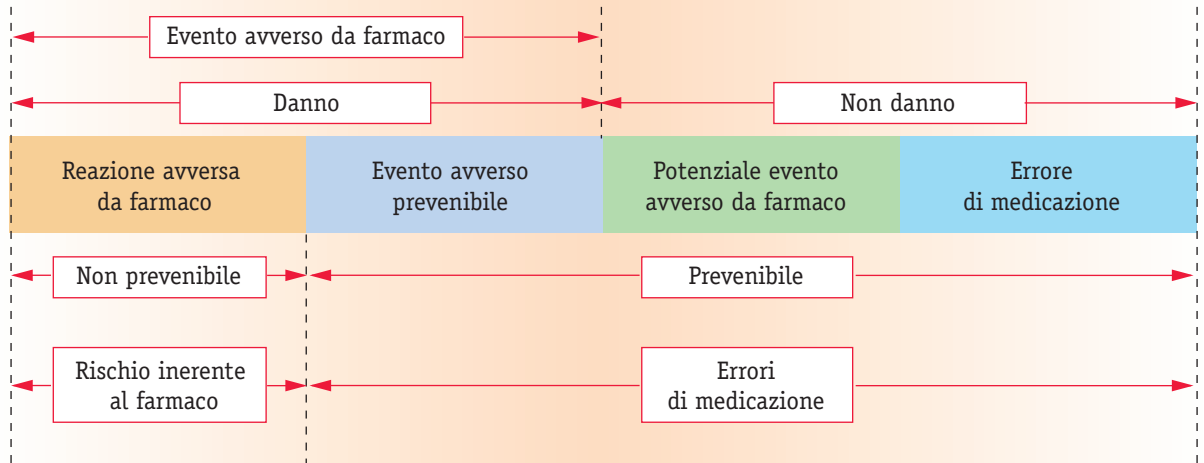 Evento avverso da farmaco
Danno
Non danno
Reazione avversa
da farmaco
Evento avverso
prevenibile
Potenziale evento
avverso da farmaco
Errore
di medicazione
Non prevenibile
Prevenibile
Rischio inerente
al farmaco
Errori
di medicazione